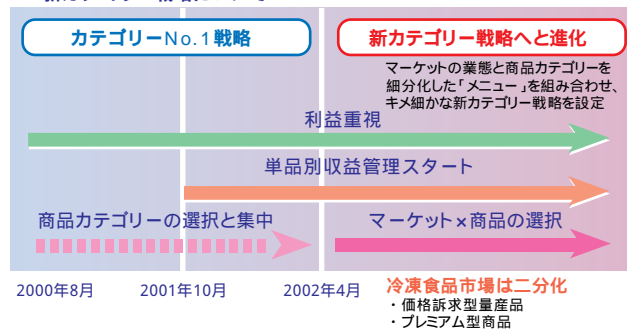 カテゴリーNo.1戦略
新カテゴリー戦略へと進化
マーケットの業態と商品カテゴリーを
細分化した「メニュー」を組み合わせ、
キメ細かな新カテゴリー戦略を設定
利益重視
単品別収益管理スタート
商品カテゴリーの選択と集中
マーケット×商品の選択
2000年8月
2001年10月
2002年4月
冷凍食品市場は二分化
・価格訴求型量産品
・プレミアム型商品